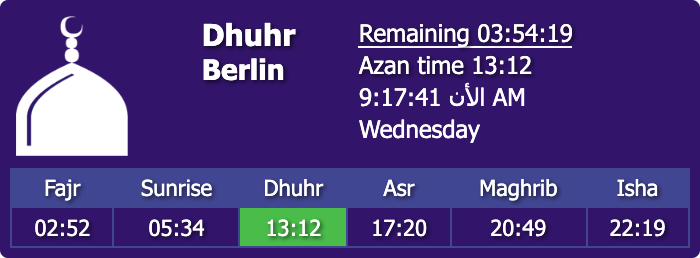 Dhuhr
Berlin
Remaining 03:54:19
Azan time 13:12
9:17:41 الأن AM
Wednesday
Fajr Sunrise Dhuhr Asr Maghrib Isha
02:52 05:34 13:12 17:20 20:49 22:19